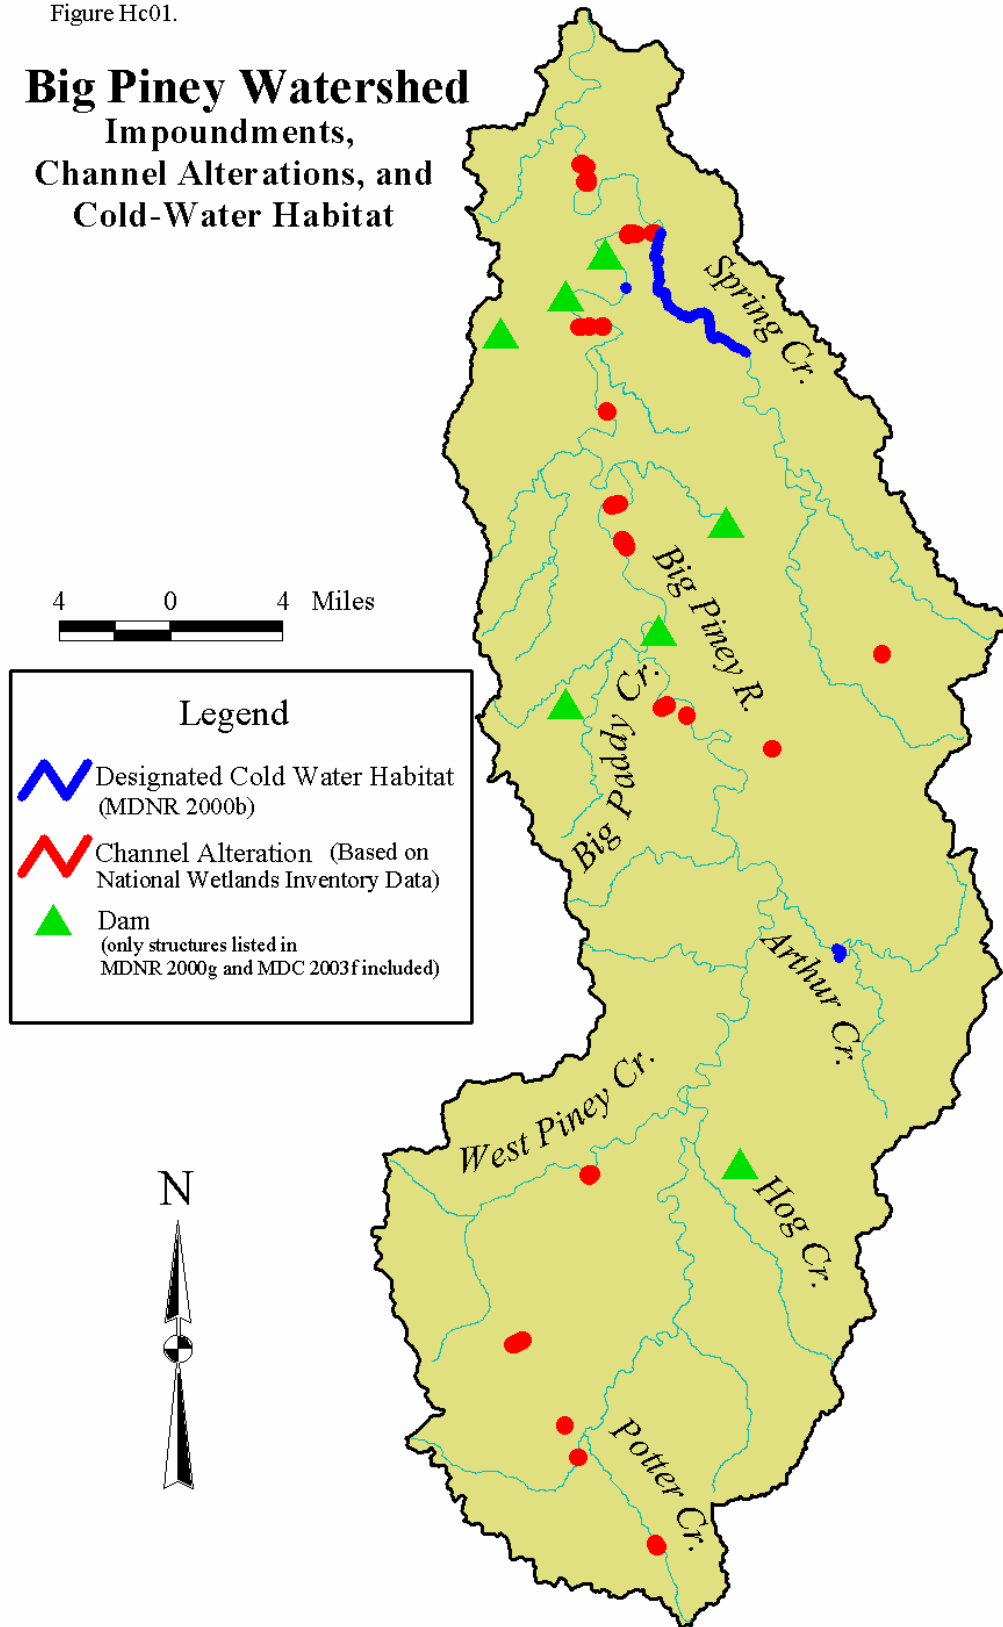 Figure Hc01.
Big Piney Watershed
Impoundments,
Channel Alterations, and
Cold-Water Habitat
Spring Cr.
Big Piney R.
4 0 4 Miles
Big Paddy Cr.
Legend
Designated Cold Water Habitat
(MDNR 2000b)
Channel Alteration (Based on
National Wetlands Inventory Data)
Dam
(only structures listed in
MDNR 2000g and MDC 2003f included)
Arthur Cr.
West Piney Cr.
N
Hog Cr.
Potter Cr.